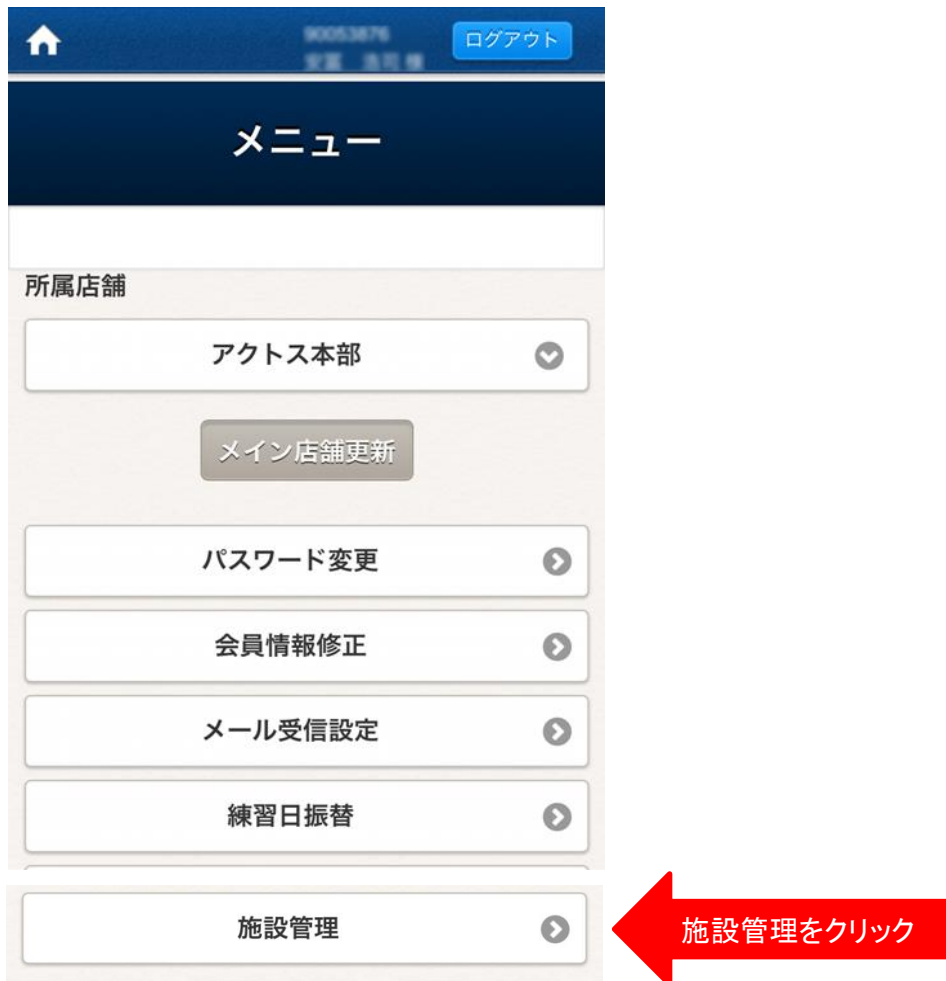 ログアウト
メニュー
所属店舗
アクトス本部
メイン店舗更新
パスワード変更
会員情報修正
メール受信設定
練習日振替
施設管理
施設管理をクリック